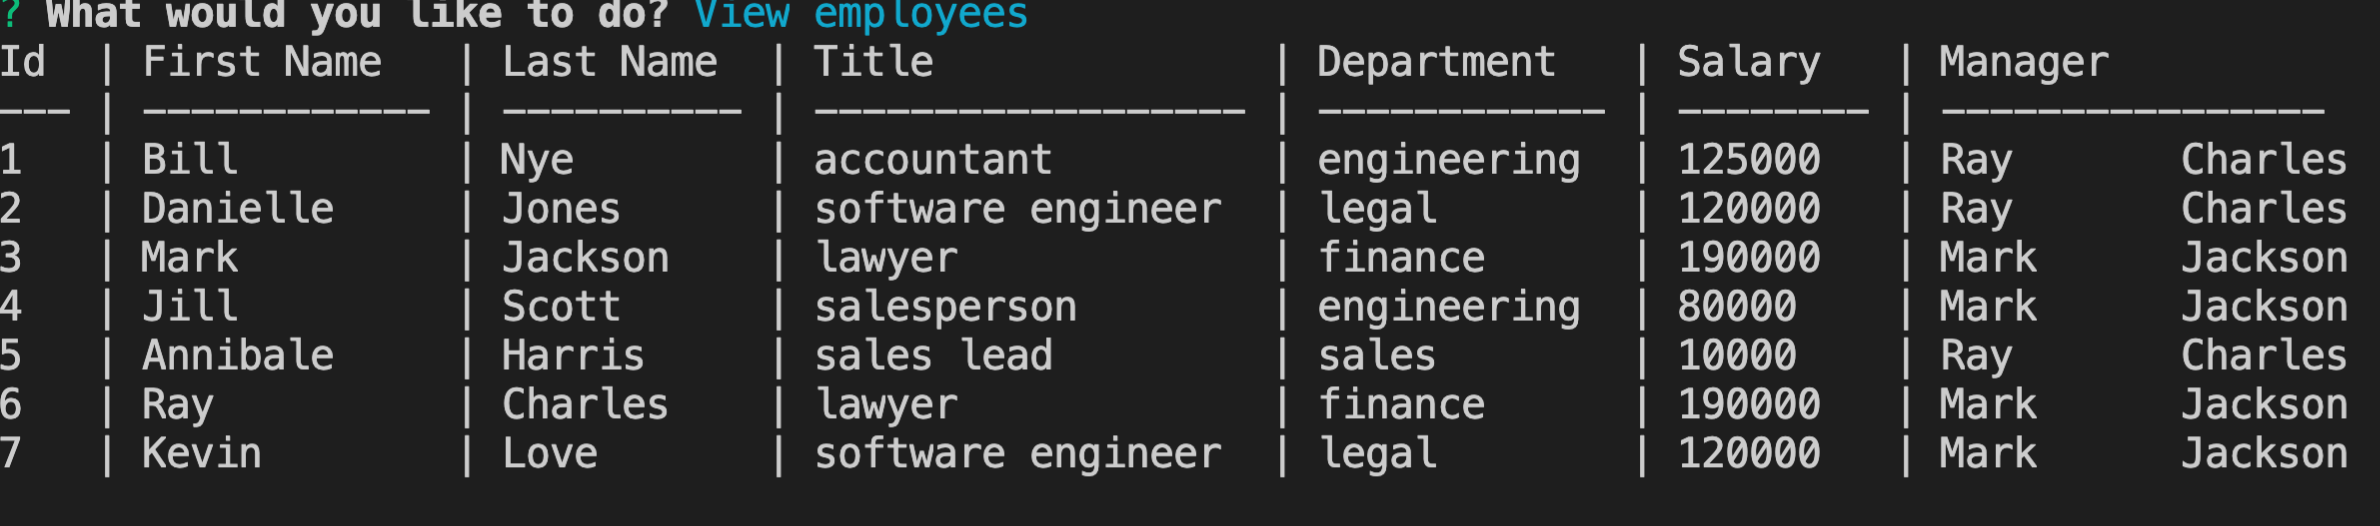 ? What would you like to do? View employees
Id | First Name | Last Name | Title | Department | Salary | Manager
--- | ------------ | ---------- | ------------------ | ------------ | -------- | ----------------
1 | Bill | Nye | accountant | engineering | 125000 | Ray Charles
2 | Danielle | Jones | software engineer | legal | 120000 | Ray Charles
3 | Mark | Jackson | lawyer | finance | 190000 | Mark Jackson
4 | Jill | Scott | salesperson | engineering | 80000 | Mark Jackson
5 | Annibale | Harris | sales lead | sales | 10000 | Ray Charles
6 | Ray | Charles | lawyer | finance | 190000 | Mark Jackson
7 | Kevin | Love | software engineer | legal | 120000 | Mark Jackson